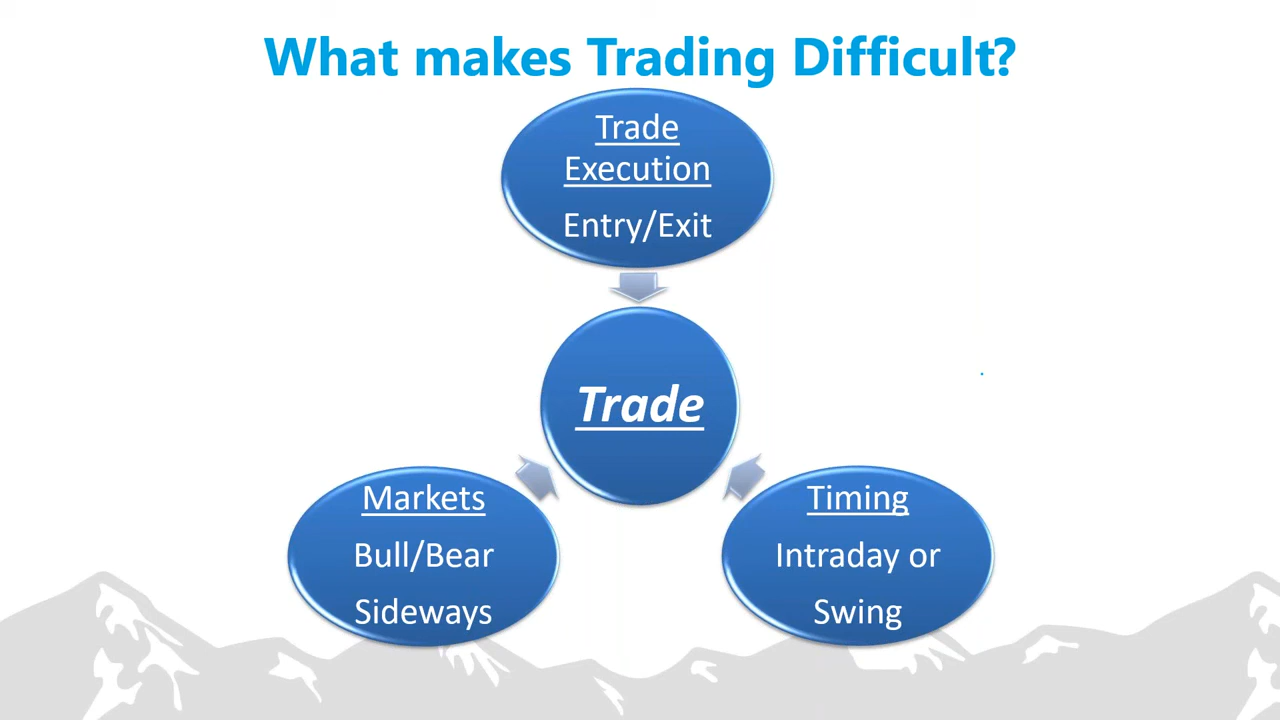 What makes Trading Difficult?
Trade
Execution
Entry/Exit
Trade
Markets
Bull/Bear
Sideways
Timing
Intraday or
Swing